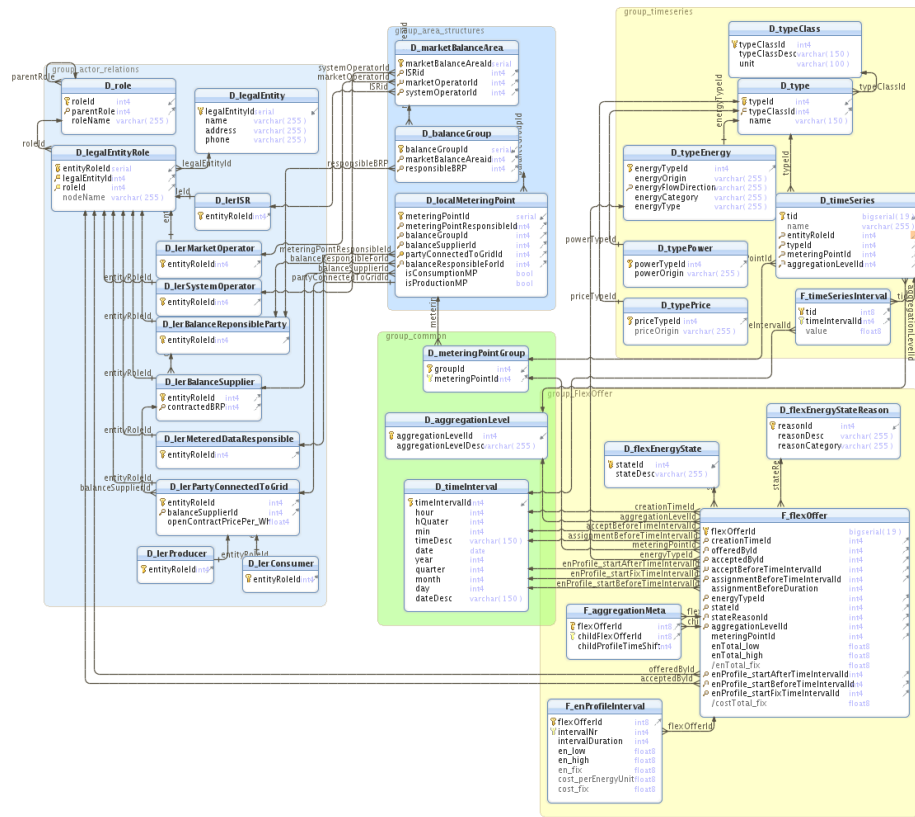 group_timeseries
group_area_structures
group_actor_relations
group_common
group_FlexOffer
D_role
roleId int4
parentRole int4
roleName varchar(255)
parentRole
roleId
D_legalEntity
legalEntityId serial
name varchar(255)
address varchar(255)
phone varchar(255)
D_legalEntityRole
entityRoleId serial
legalEntityId int4
roleId int4
nodeName varchar(255)
legalEntityId
D_lerISR
entityRoleId int4
D_lerMarketOperator
entityRoleId int4
D_lerSystemOperator
entityRoleId int4
D_lerBalanceReponsibleParty
entityRoleId int4
D_lerBalanceSupplier
entityRoleId int4
contractedBRP int4
D_lerMeteredDataResponsible
entityRoleId int4
D_lerPartyConnectedToGrid
entityRoleId int4
balanceSupplierId int4
openContractPricePer_Wh float4
D_lerProducer
entityRoleId int4
D_lerConsumer
entityRoleId int4
entityRoleId
entityRoleId
entityRoleId
entityRoleId
entityRoleId
entityRoleId
balanceSupplierId
entityRoleId
systemOperatorId
marketOperatorId
ISRid
responsibleBRP
meteringPointResponsibleId
balanceResponsibleForId
balanceSupplierId
partyConnectedToGridId
D_marketBalanceArea
marketBalanceAreaId serial
ISRid int4
marketOperatorId int4
systemOperatorId int4
D_balanceGroup
balanceGroupId int4
marketBalanceAreaid int4
responsibleBRP int4
D_localMeteringPoint
meteringPointId serial
meteringPointResponsibleId int4
balanceGroupId int4
balanceSupplierId int4
partyConnectedToGridId int4
balanceResponsibleForId int4
isConsumptionMP bool
isProductionMP bool
D_meteringPointGroup
groupId int4
meteringPointId int4
D_aggregationLevel
aggregationLevelId int4
aggregationLevelDesc varchar(255)
D_timeInterval
timeIntervalId int4
hour int4
hQuater int4
min int4
timeDesc varchar(150)
date date
year int4
quarter int4
month int4
day int4
dateDesc varchar(150)
D_typeClass
typeClassId int4
typeClassDesc varchar(150)
unit varchar(100)
D_type
typeId int4
typeClassId int4
name varchar(150)
typeClassId
energyTypeId
typeId
D_typeEnergy
energyTypeId int4
energyOrigin varchar(255)
energyFlowDirection varchar(255)
energyCategory varchar(255)
energyType varchar(255)
D_timeSeries
tid bigserial(19)
name varchar(255)
entityRoleId int4
typeId int4
meteringPointId int4
aggregationLevelId int4
powerTypeId
D_typePower
powerTypeId int4
powerOrigin varchar(255)
priceTypeId
D_typePrice
priceTypeId int4
priceOrigin varchar(255)
F_timeSeriesInterval
tid int8
timeIntervalId int4
value float8
aggregationLevelId
D_flexEnergyState
stateId int4
stateDesc varchar(255)
D_flexEnergyStateReason
reasonId int4
reasonDesc varchar(255)
reasonCategory varchar(255)
creationTimeId
aggregationLevelId
acceptBeforeTimeIntervalId
assignmentBeforeTimeIntervalId
meteringPointId
energyTypeId
enProfile_startAfterTimeIntervalId
enProfile_startFixTimeIntervalId
enProfile_startBeforeTimeIntervalId
F_flexOffer
flexOfferId bigserial(19)
creationTimeId int4
offeredById int4
acceptedById int4
acceptBeforeTimeIntervalId int4
assignmentBeforeTimeIntervalId int4
assignmentBeforeDuration int4
energyTypeId int4
stateId int4
stateReasonId int4
aggregationLevelId int4
meteringPointId int4
enTotal_low float8
enTotal_high float8
/enTotal_fix float8
enProfile_startAfterTimeIntervalId int4
enProfile_startBeforeTimeIntervalId int4
enProfile_startFixTimeIntervalId int4
/costTotal_fix float8
F_aggregationMeta
flexOfferId int8
childFlexOfferId int8
childProfileTimeShift int4
offeredById
acceptedById
F_enProfileInterval
flexOfferId int8
intervalNr int4
intervalDuration int4
en_low float8
en_high float8
en_fix float8
cost_perEnergyUnit float8
cost_fix float8
flexOfferId